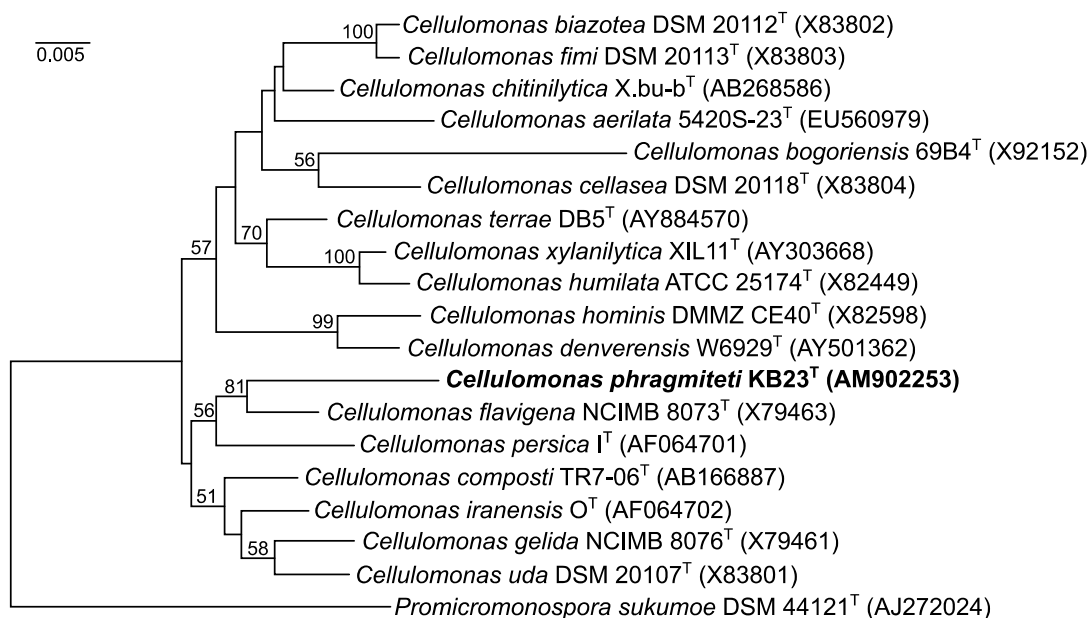 100 Cellulomonas biazotea DSM 20112ᵀ (X83802)
0.005
Cellulomonas fimi DSM 20113ᵀ (X83803)
Cellulomonas chitinilytica X.bu-bᵀ (AB268586)
Cellulomonas aerilata 5420S-23ᵀ (EU560979)
56 Cellulomonas bogoriensis 69B4ᵀ (X92152)
Cellulomonas cellasea DSM 20118ᵀ (X83804)
Cellulomonas terrae DB5ᵀ (AY884570)
70
57 100 Cellulomonas xylanilytica XIL11ᵀ (AY303668)
Cellulomonas humilata ATCC 25174ᵀ (X82449)
99 Cellulomonas hominis DMMZ CE40ᵀ (X82598)
Cellulomonas denverensis W6929ᵀ (AY501362)
81 Cellulomonas phragmiteti KB23ᵀ (AM902253)
56 Cellulomonas flavigena NCIMB 8073ᵀ (X79463)
Cellulomonas persica Iᵀ (AF064701)
Cellulomonas composti TR7-06ᵀ (AB166887)
51
Cellulomonas iranensis Oᵀ (AF064702)
58 Cellulomonas gelida NCIMB 8076ᵀ (X79461)
Cellulomonas uda DSM 20107ᵀ (X83801)
Promicromonospora sukumoe DSM 44121ᵀ (AJ272024)